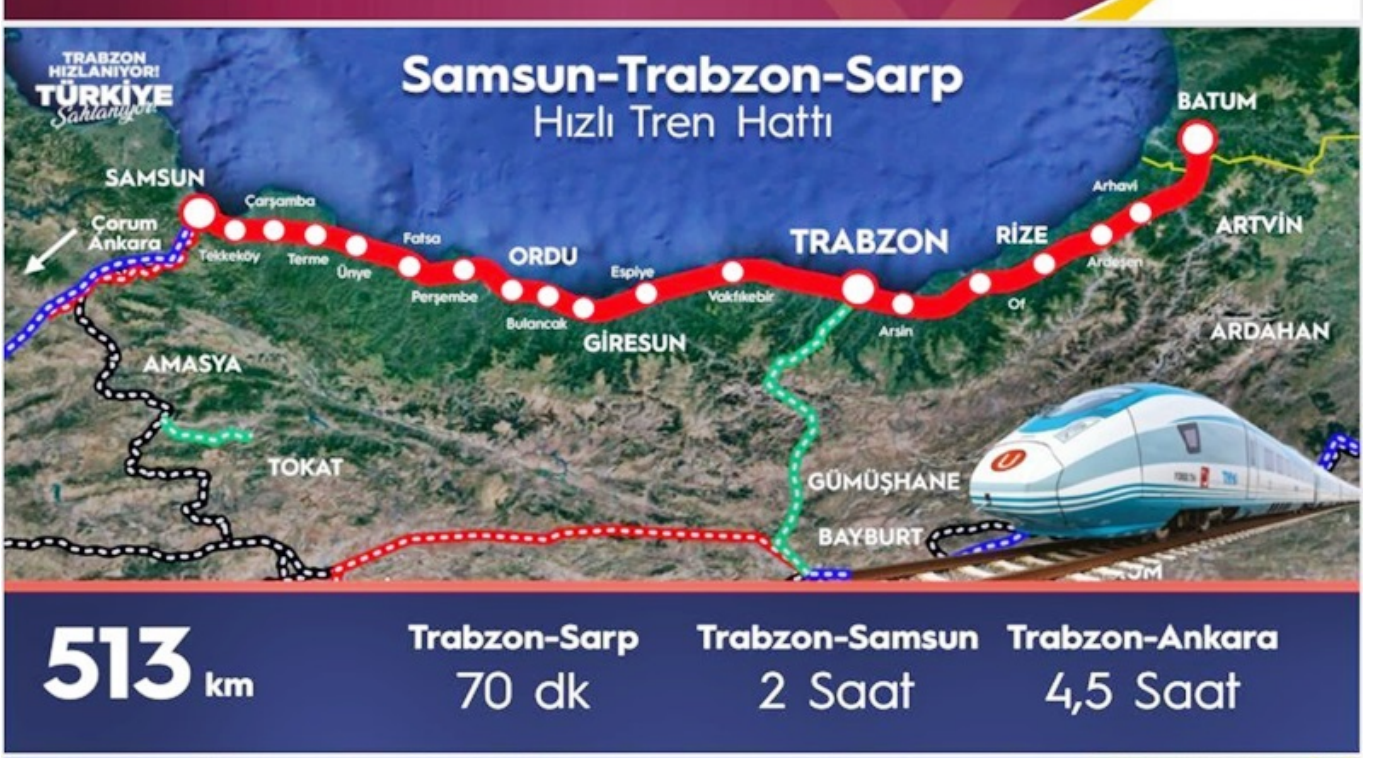 TRABZON
HIZLANIYOR!
TÜRKİYE
Şahlanıyor!
Samsun-Trabzon-Sarp
Hızlı Tren Hattı
BATUM
SAMSUN
Çarşamba
Arhavi
Çorum
Ankara
Tekkeköy
Terme
Ünye
Fatsa
ORDU
TRABZON
RİZE
ARTVİN
Perşembe
Espiye
Vakfıkebir
Ardeşen
Of
Bulancak
GİRESUN
Arsin
ARDAHAN
AMASYA
TOKAT
GÜMÜŞHANE
BAYBURT
513 km
Trabzon-Sarp
70 dk
Trabzon-Samsun
2 Saat
Trabzon-Ankara
4,5 Saat